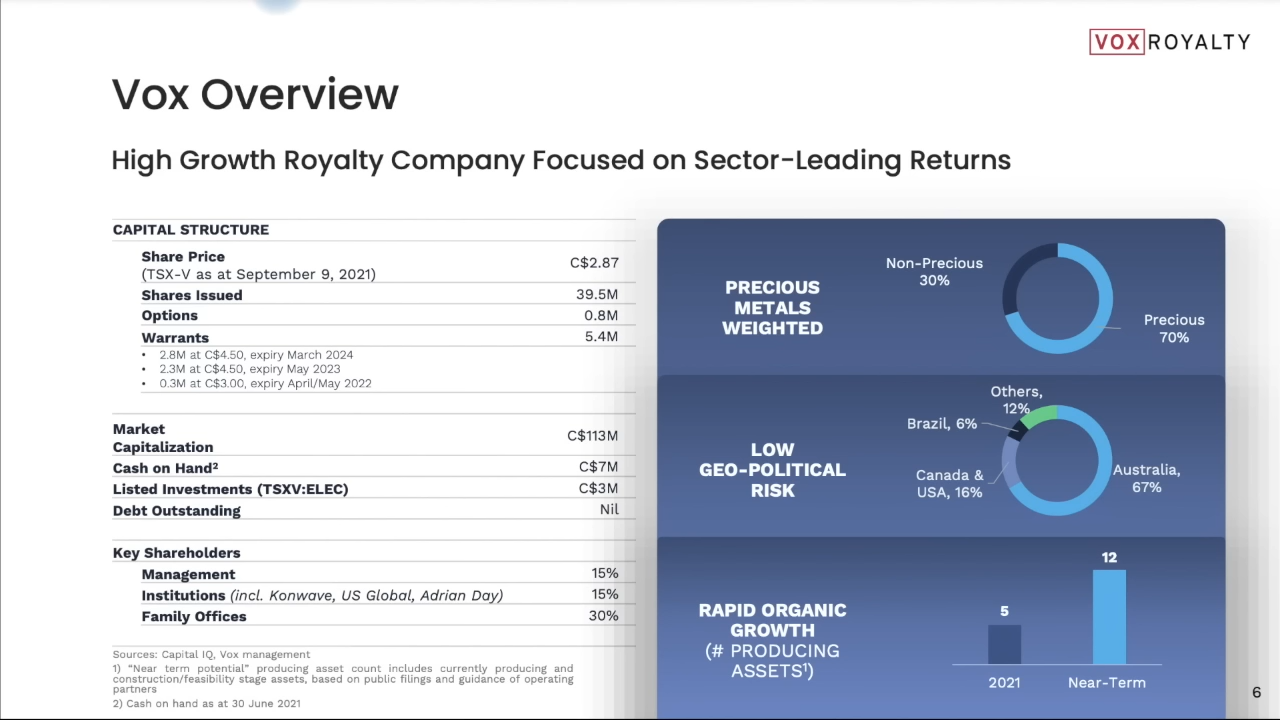 VOX ROYALTY
Vox Overview
High Growth Royalty Company Focused on Sector-Leading Returns
CAPITAL STRUCTURE
Share Price C$2.87
(TSX-V as at September 9, 2021)
Shares Issued 39.5M
Options 0.8M
Warrants 5.4M
• 2.8M at C$4.50, expiry March 2024
• 2.3M at C$4.50, expiry May 2023
• 0.3M at C$3.00, expiry April/May 2022
Market
Capitalization C$113M
Cash on Hand² C$7M
Listed Investments (TSXV:ELEC) C$3M
Debt Outstanding Nil
Key Shareholders
Management 15%
Institutions (incl. Konwave, US Global, Adrian Day) 15%
Family Offices 30%
Sources: Capital IQ, Vox management
1) “Near term potential” producing asset count includes currently producing and
construction/feasibility stage assets, based on public filings and guidance of operating
partners
2) Cash on hand as at 30 June 2021
PRECIOUS
METALS
WEIGHTED
Non-Precious
30%
Precious
70%
LOW
GEO-POLITICAL
RISK
Others,
12%
Brazil, 6%
Canada &
USA, 16%
Australia,
67%
RAPID ORGANIC
GROWTH
(# PRODUCING
ASSETS¹)
5
12
2021
Near-Term
6